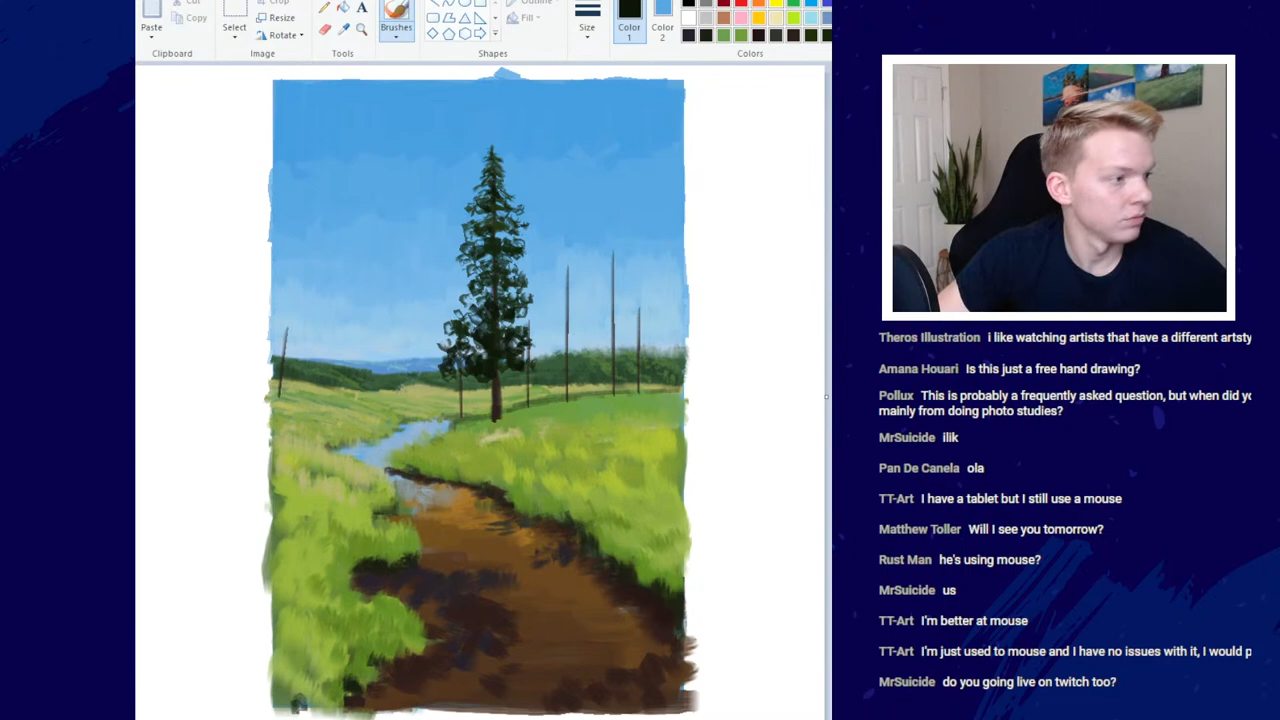 Paste
Cut
Copy
Clipboard
Select
Crop
Resize
Rotate
Image
A
Tools
Brushes
Outline
Fill
Shapes
Size
Color
1
Color
2
Colors
Theros Illustration i like watching artists that have a different artsty
Amana Houari Is this just a free hand drawing?
Pollux This is probably a frequently asked question, but when did yo
mainly from doing photo studies?
MrSuicide ilik
Pan De Canela ola
TT-Art I have a tablet but I still use a mouse
Matthew Toller Will I see you tomorrow?
Rust Man he's using mouse?
MrSuicide us
TT-Art I'm better at mouse
TT-Art I'm just used to mouse and I have no issues with it, I would p
MrSuicide do you going live on twitch too?